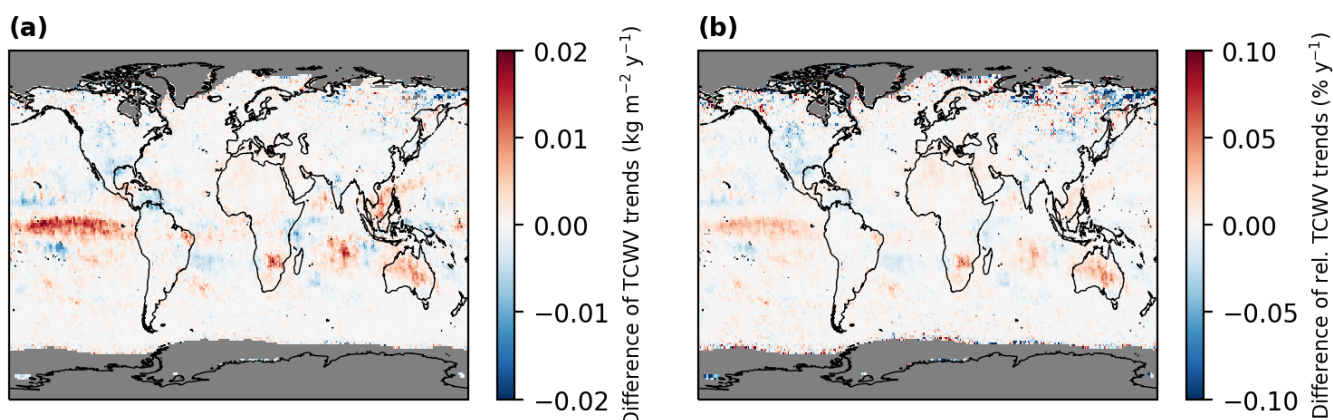 (a)
0.02
0.01
0.00
−0.01
−0.02
Difference of TCWV trends (kg m−2 y−1)
(b)
0.10
0.05
0.00
−0.05
−0.10
Difference of rel. TCWV trends (% y−1)